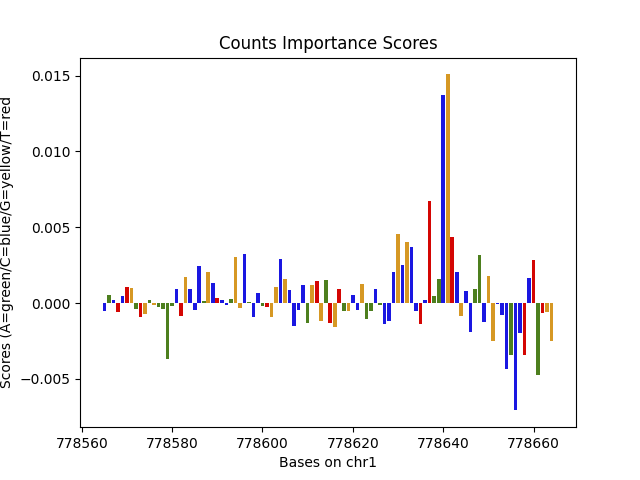 Counts Importance Scores
Scores (A=green/C=blue/G=yellow/T=red
0.015
0.010
0.005
0.000
−0.005
778560 778580 778600 778620 778640 778660
Bases on chr1